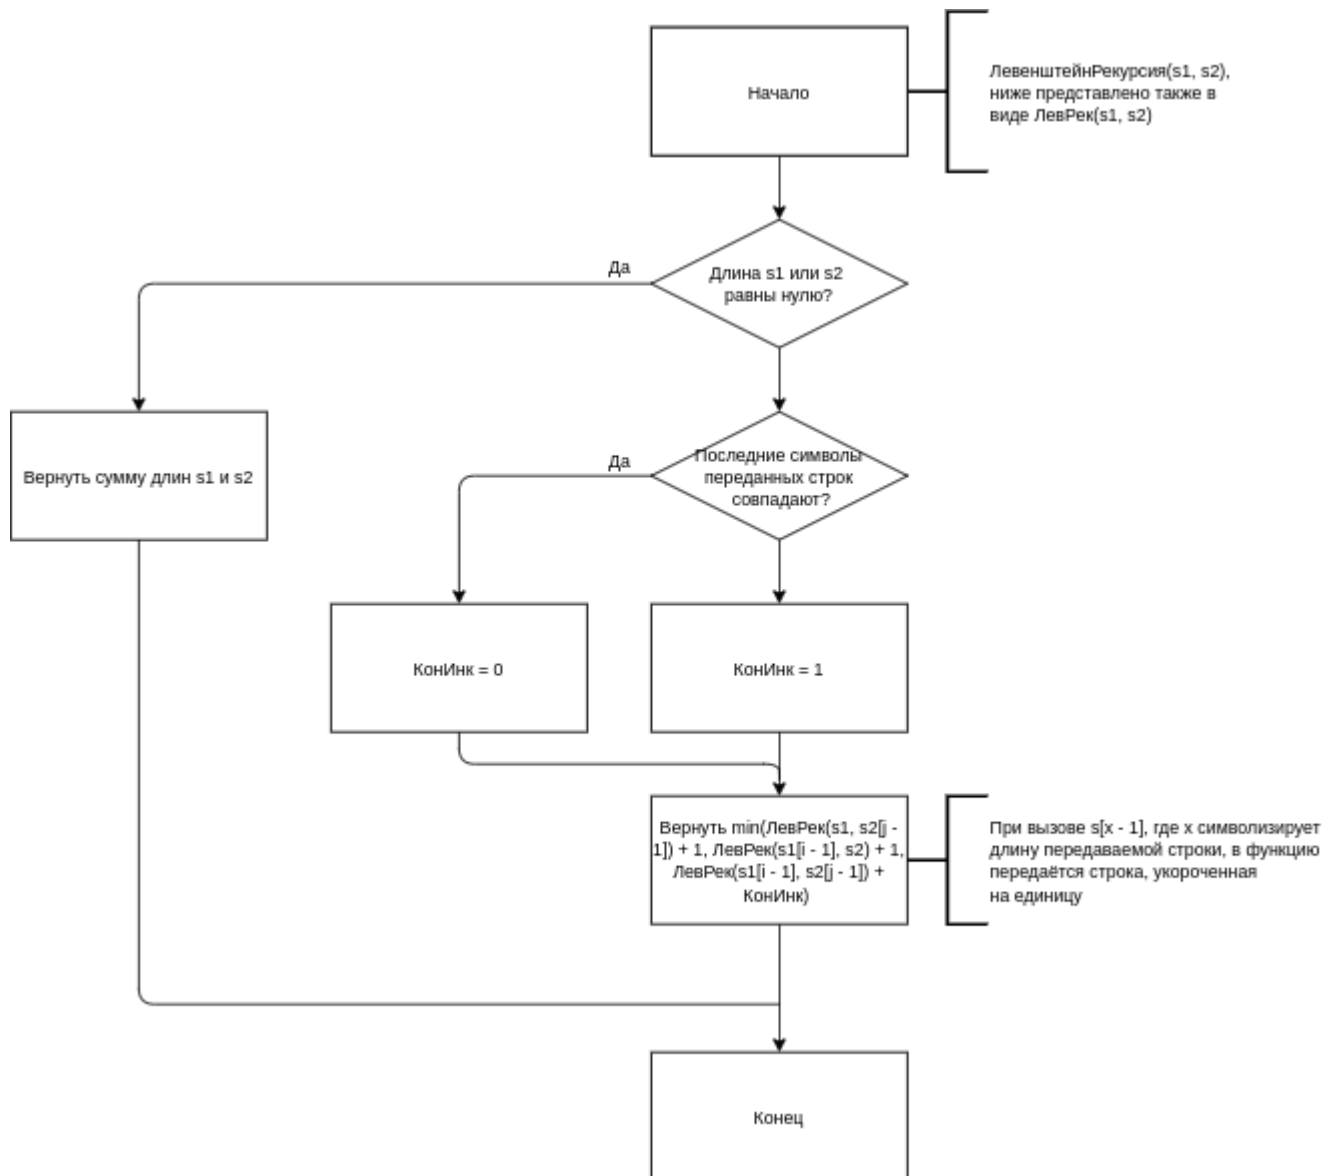 Начало
ЛевенштейнРекурсия(s1, s2),
ниже представлено также в
виде ЛевРек(s1, s2)
Да
Длина s1 или s2
равны нулю?
Вернуть сумму длин s1 и s2
Да
Последние символы
переданных строк
совпадают?
КонИнк = 0
КонИнк = 1
Вернуть min(ЛевРек(s1, s2[j -
1]) + 1, ЛевРек(s1[i - 1], s2) + 1,
ЛевРек(s1[i - 1], s2[j - 1]) +
КонИнк)
При вызове s[x - 1], где x символизирует
длину передаваемой строки, в функцию
передаётся строка, укороченная
на единицу
Конец